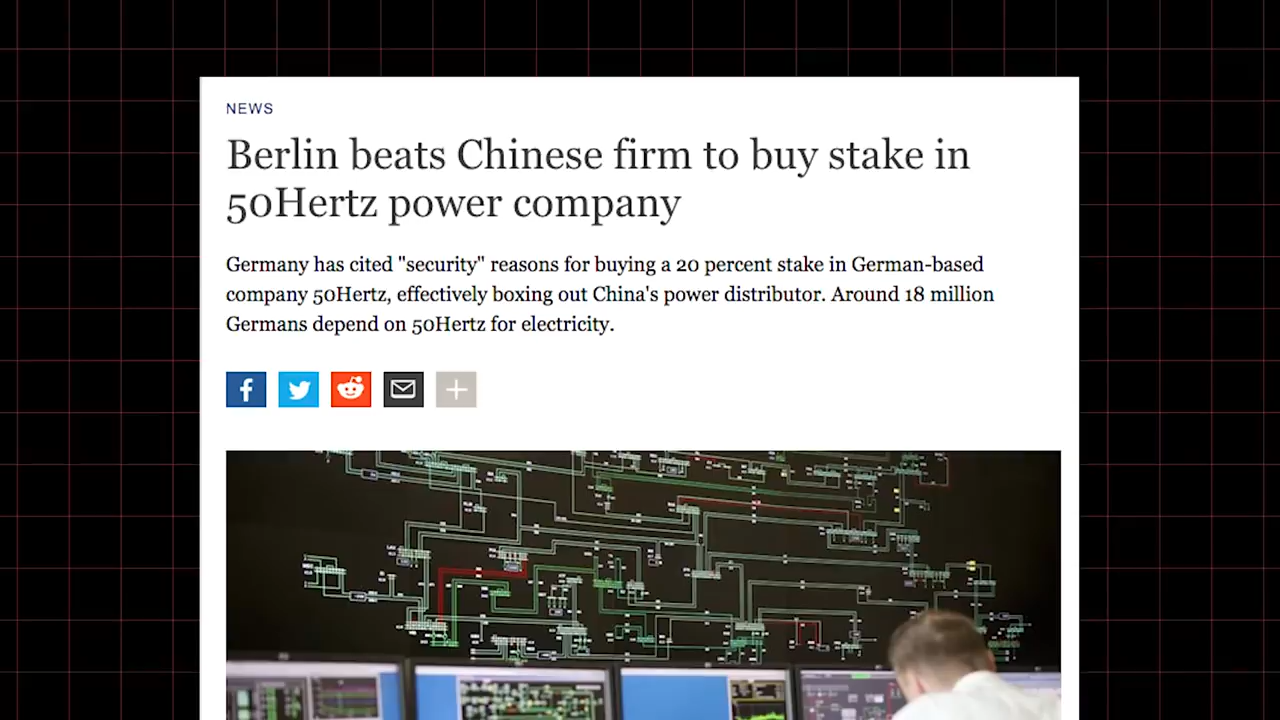 NEWS
Berlin beats Chinese firm to buy stake in
50Hertz power company
Germany has cited "security" reasons for buying a 20 percent stake in German-based
company 50Hertz, effectively boxing out China's power distributor. Around 18 million
Germans depend on 50Hertz for electricity.